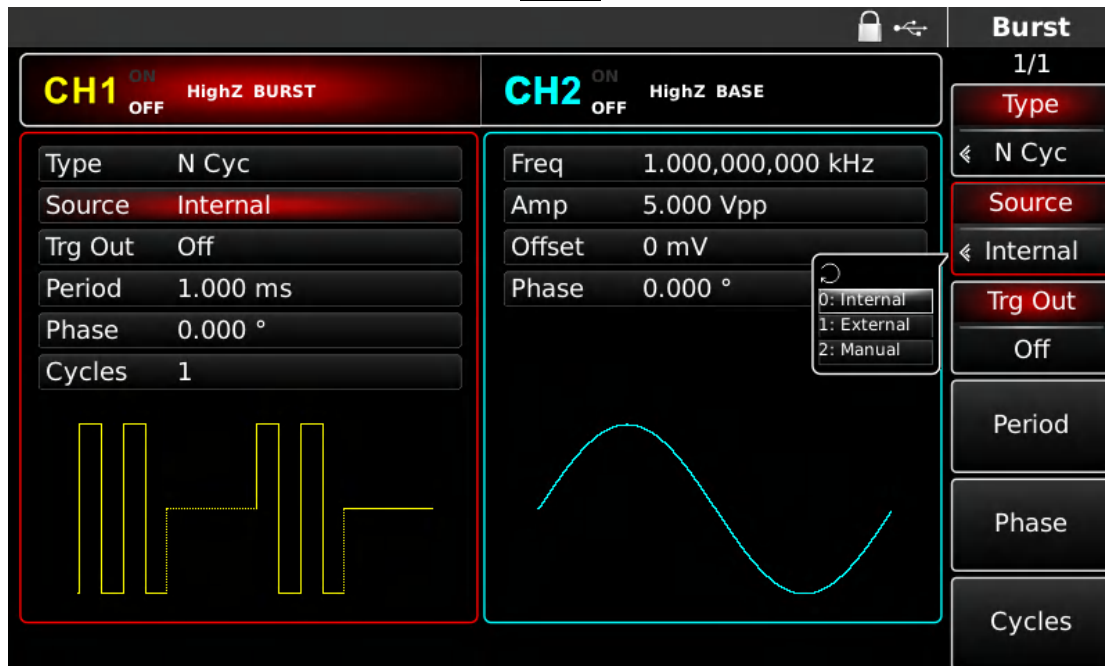 Burst
1/1
CH1 ON OFF HighZ BURST
CH2 ON OFF HighZ BASE
Type N Cyc
Source Internal
Trg Out Off
Period 1.000 ms
Phase 0.000 °
Cycles 1
Freq 1.000,000,000 kHz
Amp 5.000 Vpp
Offset 0 mV
Phase 0.000 °
0: Internal
1: External
2: Manual
Type
N Cyc
Source
Internal
Trg Out
Off
Period
Phase
Cycles